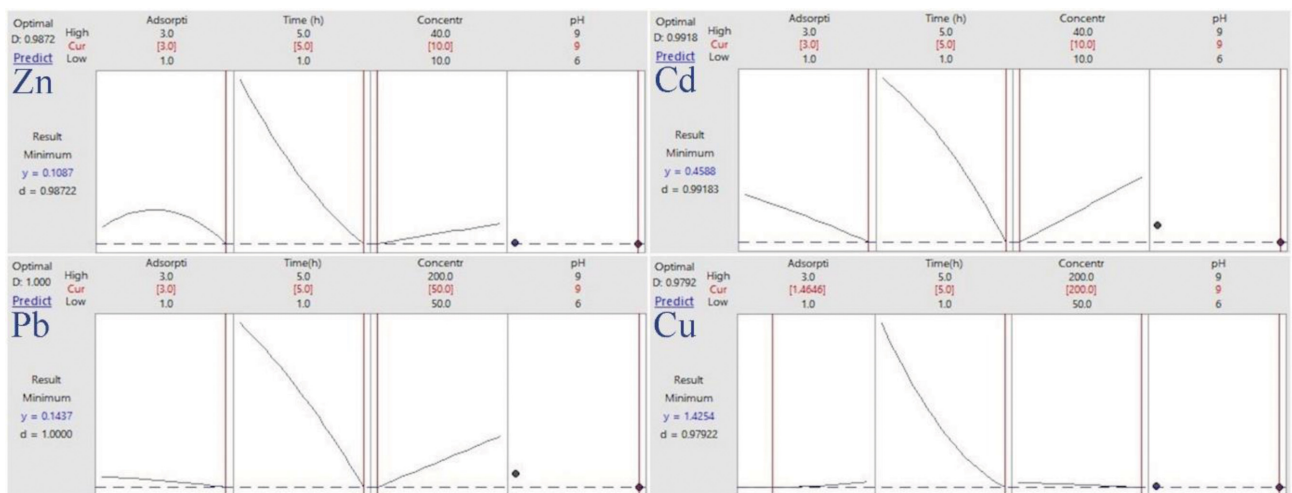 Optimal
D: 0.9872
High
Cur
Predict
Low
Adsorpti
3.0
[3.0]
1.0
Time (h)
5.0
[5.0]
1.0
Concentr
40.0
[10.0]
10.0
pH
9
9
6
Zn
Result
Minimum
y = 0.1087
d = 0.98722
Optimal
D: 0.9918
High
Cur
Predict
Low
Adsorpti
3.0
[3.0]
1.0
Time (h)
5.0
[5.0]
1.0
Concentr
40.0
[10.0]
10.0
pH
9
9
6
Cd
Result
Minimum
y = 0.4588
d = 0.99183
Optimal
D: 1.000
High
Cur
Predict
Low
Adsorpti
3.0
[3.0]
1.0
Time(h)
5.0
[5.0]
1.0
Concentr
200.0
[50.0]
50.0
pH
9
9
6
Pb
Result
Minimum
y = 0.1437
d = 1.0000
Optimal
D: 0.9792
High
Cur
Predict
Low
Adsorpti
3.0
[1.4646]
1.0
Time(h)
5.0
[5.0]
1.0
Concentr
200.0
[200.0]
50.0
pH
9
9
6
Cu
Result
Minimum
y = 1.4254
d = 0.97922